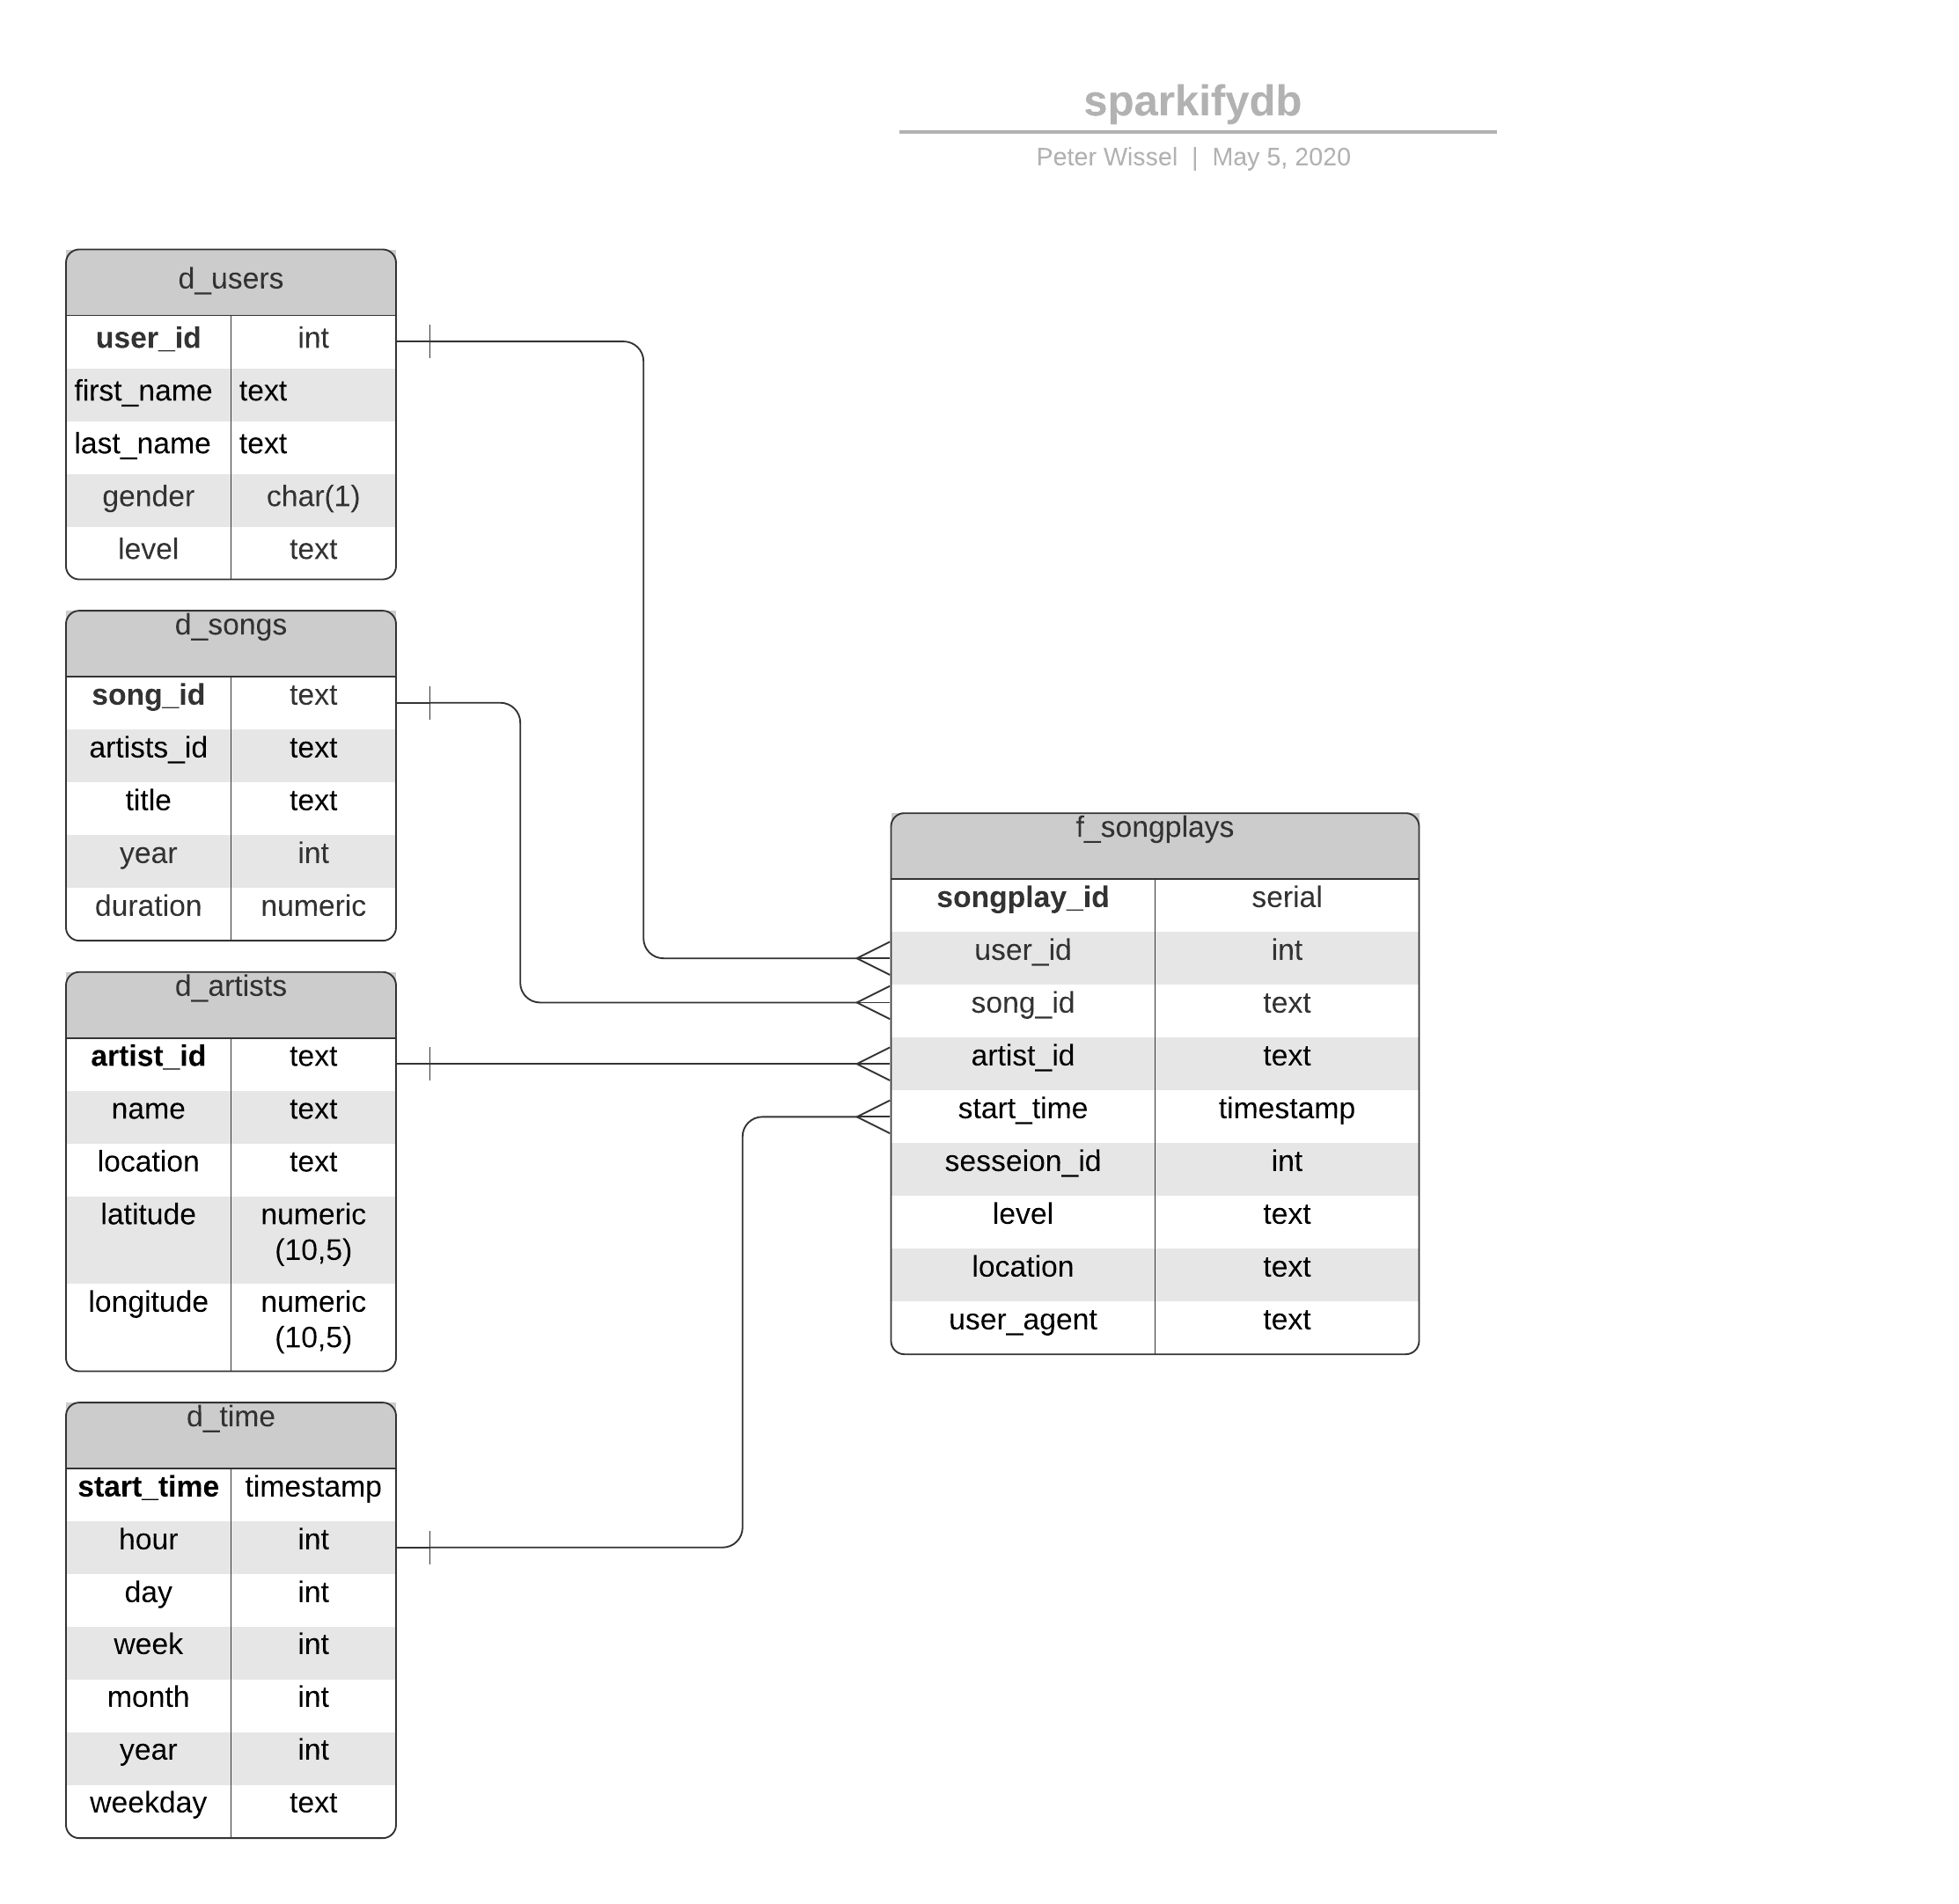 sparkifydb
Peter Wissel | May 5, 2020
d_users
user_id int
first_name text
last_name text
gender char(1)
level text
d_songs
song_id text
artists_id text
title text
year int
duration numeric
d_artists
artist_id text
name text
location text
latitude numeric
(10,5)
longitude numeric
(10,5)
d_time
start_time timestamp
hour int
day int
week int
month int
year int
weekday text
f_songplays
songplay_id serial
user_id int
song_id text
artist_id text
start_time timestamp
sesseion_id int
level text
location text
user_agent text